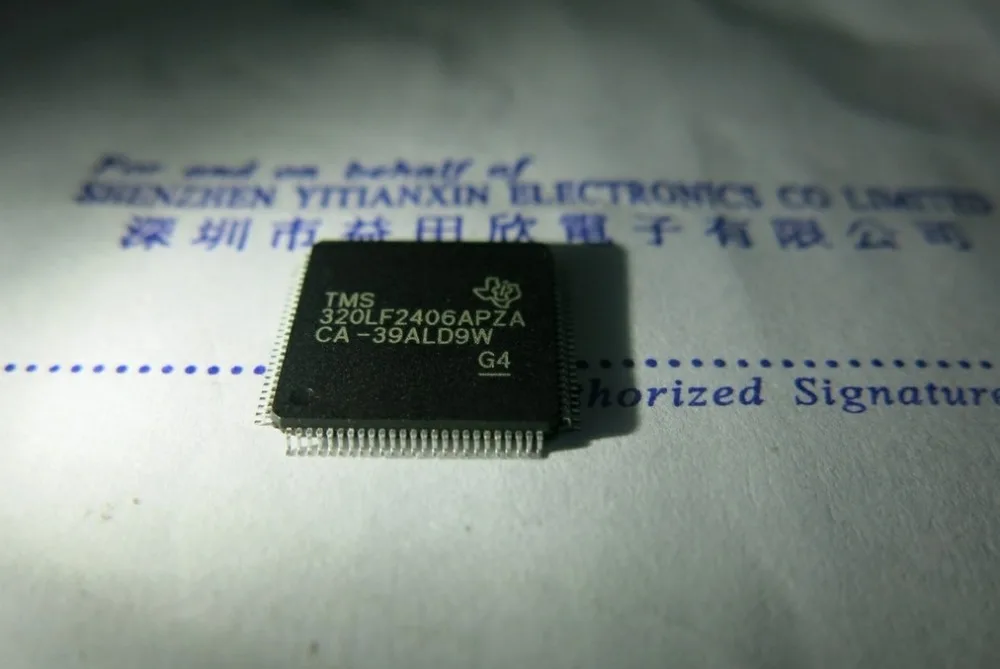 For and on behalf of
SHENZHEN YITIANXIN ELECTRONICS CO LIMITED
深圳市益田欣電子有限公司
TMS
320LF2406APZA
CA-39ALD9W
G4
horized Signature